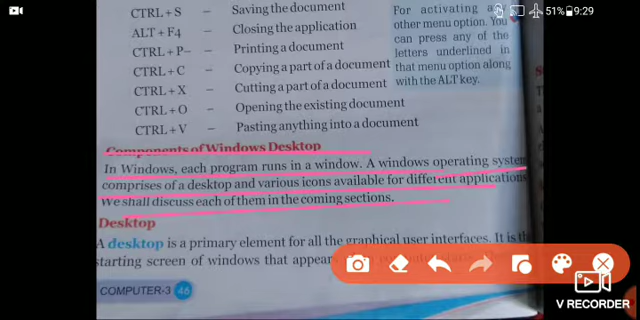 51% 9:29
CTRL + S – Saving the document
ALT + F4 – Closing the application
CTRL + P – Printing a document
CTRL + C – Copying a part of a document
CTRL + X – Cutting a part of a document
CTRL + O – Opening the existing document
CTRL + V – Pasting anything into a document
For activating any
other menu option. You
can press any of the
letters underlined in
that menu option along
with the ALT key.
Components of Windows Desktop
In Windows, each program runs in a window. A windows operating system
comprises of a desktop and various icons available for different applications
We shall discuss each of them in the coming sections.
Desktop
A desktop is a primary element for all the graphical user interfaces. It is the
starting screen of windows that appears
COMPUTER-3 46
V RECORDER